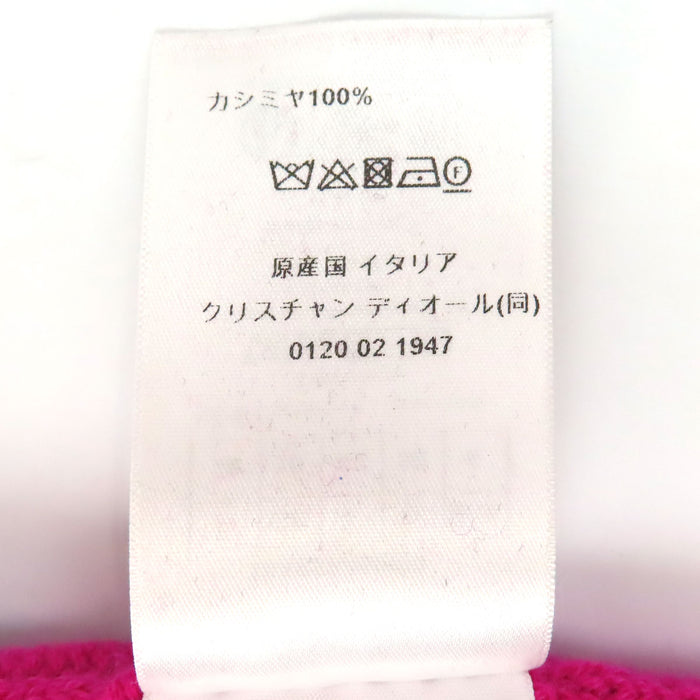 カシミヤ100%
F
原産国 イタリア
クリスチャン ディオール(同)
0120 02 1947